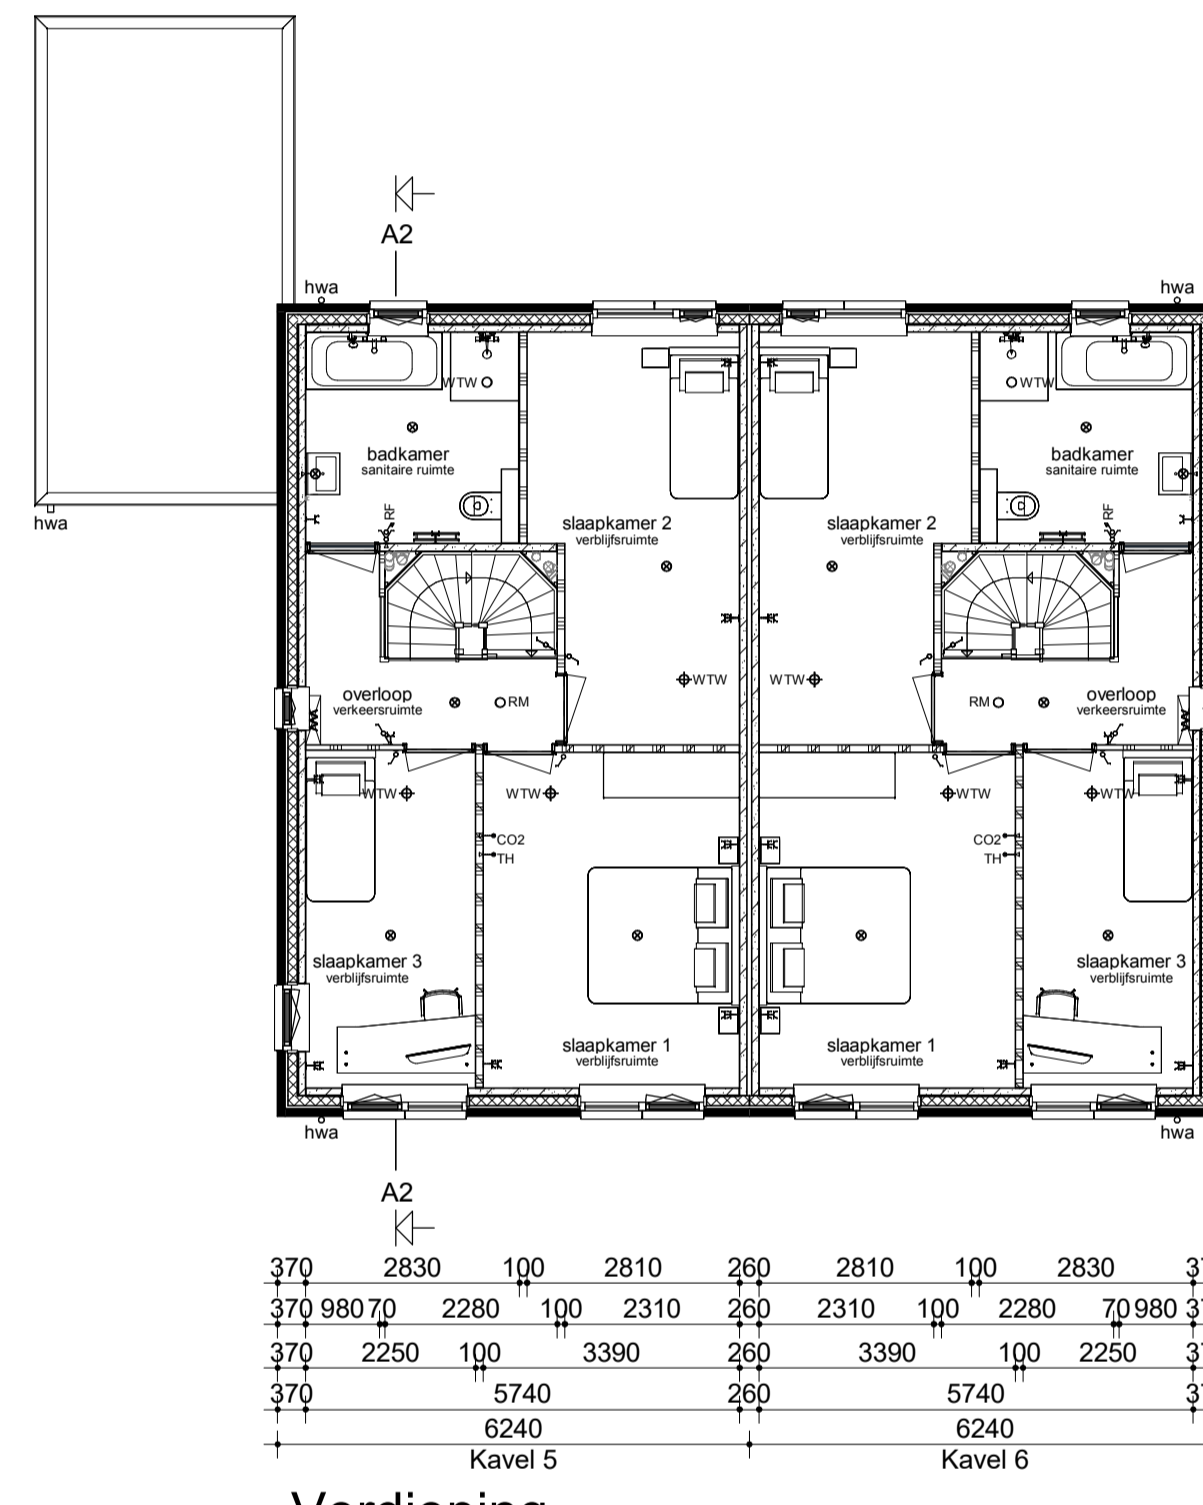 A2
hwa hwa
WTW WTW
badkamer badkamer
sanitaire ruimte sanitaire ruimte
RF RF
hwa
slaapkamer 2 slaapkamer 2
verblijfsruimte verblijfsruimte
WTW WTW
overloop RM RM overloop
verkeersruimte verkeersruimte
WTW WTW WTW WTW
CO2 CO2
TH TH
slaapkamer 3 slaapkamer 3
verblijfsruimte verblijfsruimte
slaapkamer 1 slaapkamer 1
verblijfsruimte verblijfsruimte
hwa hwa
A2
370 2830 100 2810 260 2810 100 2830
370 980 70 2280 100 2310 260 2310 100 2280 70 980
370 2250 100 3390 260 3390 100 2250
370 5740 260 5740
6240 6240
Kavel 5 Kavel 6
Verdieping